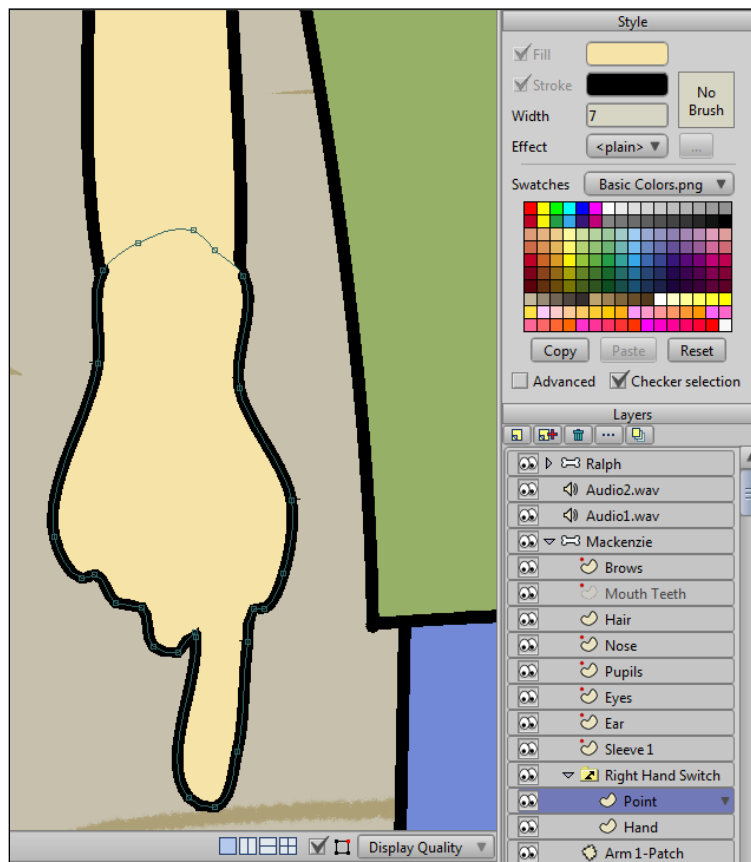 Style
Fill
Stroke
No
Brush
Width 7
Effect <plain> ...
Swatches Basic Colors.png
Copy Paste Reset
Advanced Checker selection
Layers
...
Ralph
Audio2.wav
Audio1.wav
Mackenzie
Brows
Mouth Teeth
Hair
Nose
Pupils
Eyes
Ear
Sleeve 1
Right Hand Switch
Point
Hand
Arm 1-Patch
Display Quality